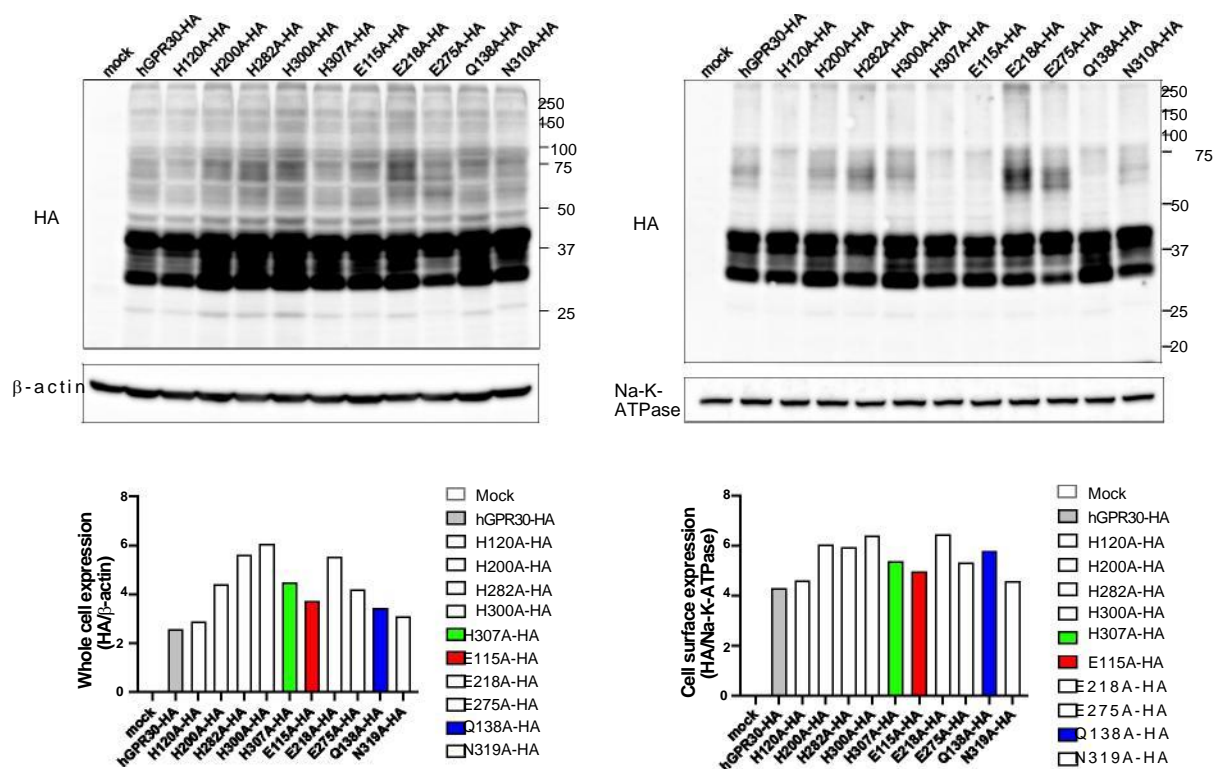 mock
hGPR30-HA
H120A-HA
H200A-HA
H282A-HA
H300A-HA
H307A-HA
E115A-HA
E218A-HA
E275A-HA
Q138A-HA
N310A-HA
250
150
100
75
50
37
25
HA
β-actin
mock
hGPR30-HA
H120A-HA
H200A-HA
H282A-HA
H300A-HA
H307A-HA
E115A-HA
E218A-HA
E275A-HA
Q138A-HA
N310A-HA
250
150
100
75
50
37
25
20
HA
Na-K-
ATPase
Whole cell expression
(HA/β-actin)
8
6
4
2
0
mock
hGPR30-HA
H120A-HA
H200A-HA
H282A-HA
H300A-HA
H307A-HA
E115A-HA
E218A-HA
E275A-HA
Q138A-HA
N319A-HA
Mock
hGPR30-HA
H120A-HA
H200A-HA
H282A-HA
H300A-HA
H307A-HA
E115A-HA
E218A-HA
E275A-HA
Q138A-HA
N319A-HA
Cell surface expression
(HA/Na-K-ATPase)
8
6
4
2
0
mock
hGPR30-HA
H120A-HA
H200A-HA
H282A-HA
H300A-HA
H307A-HA
E115A-HA
E218A-HA
E275A-HA
Q138A-HA
N319A-HA
Mock
hGPR30-HA
H120A-HA
H200A-HA
H282A-HA
H300A-HA
H307A-HA
E115A-HA
E218A-HA
E275A-HA
Q138A-HA
N319A-HA